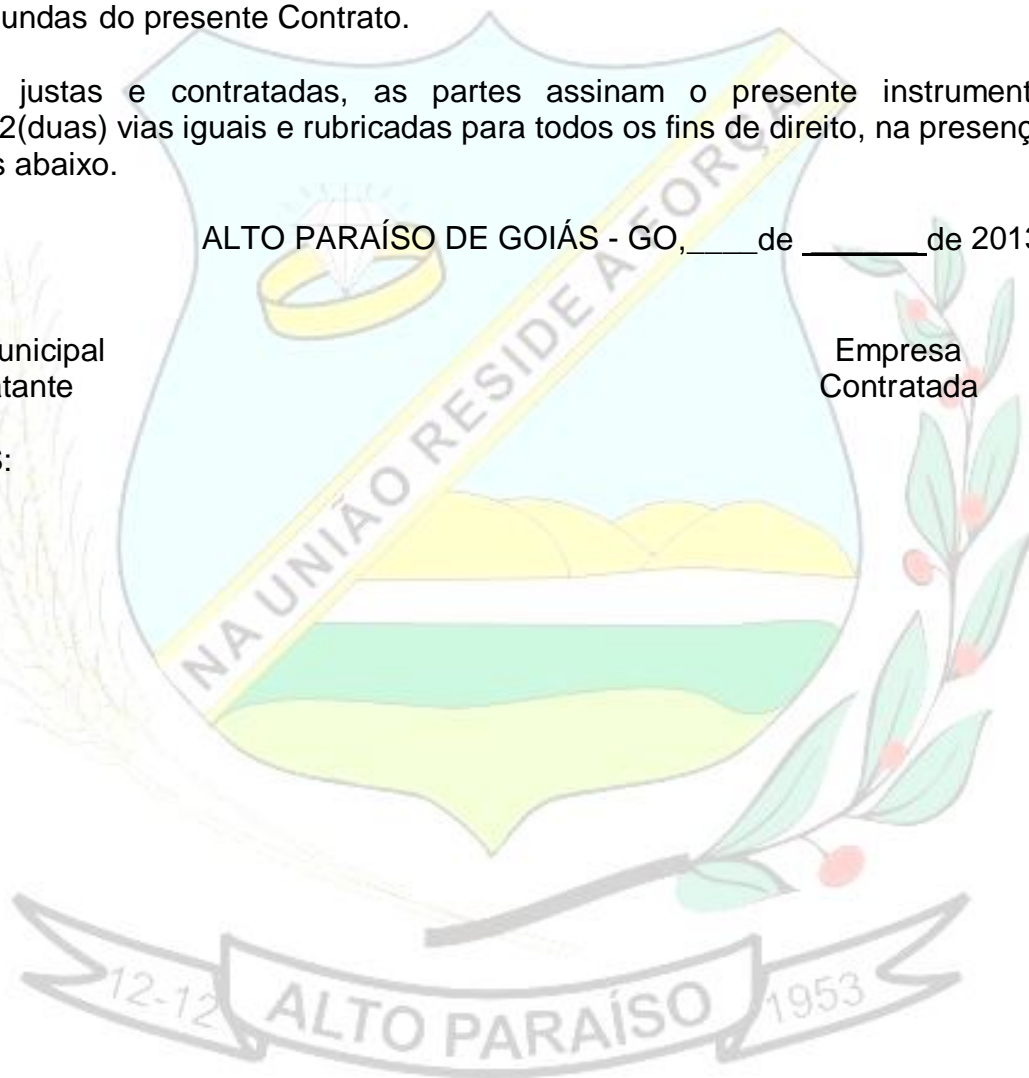 undas do presente Contrato.
justas e contratadas, as partes assinam o presente instrument
2(duas) vias iguais e rubricadas para todos os fins de direito, na presenç
s abaixo.
ALTO PARAÍSO DE GOIÁS - GO,____de _______de 2013
unicipal
Empresa
atante
Contratada
S:
NA UNIÃO RESIDE A FORÇA
12-12 ALTO PARAÍSO 1953